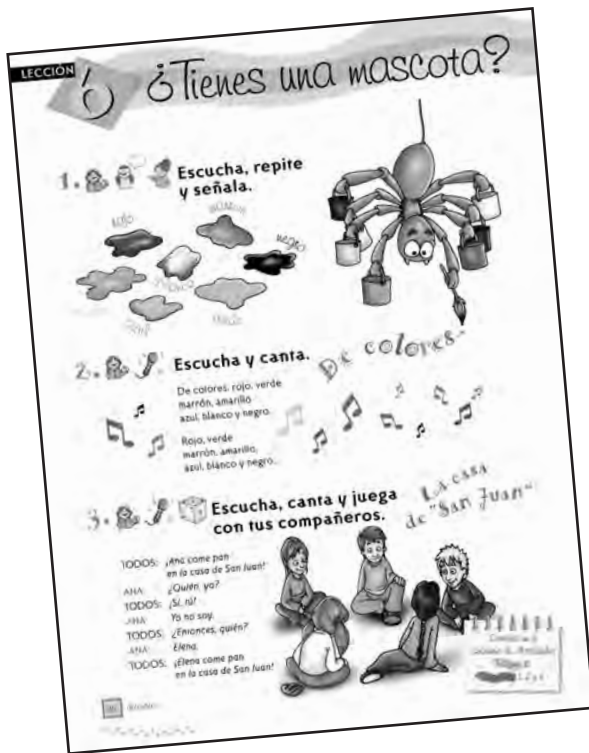 LECCIÓN
6 ¿Tienes una mascota?
1. Escucha, repite
y señala.
rojo
marrón
negro
blanco
2. Escucha y canta.
De colores
De colores, rojo, verde
marrón, amarillo
azul, blanco y negro.
Rojo, verde
marrón, amarillo,
azul, blanco y negro.
3. Escucha, canta y juega
con tus compañeros.
La casa
de "San Juan"
TODOS: ¡Ana come pan
en la casa de San Juan!
ANA: ¿Quién, yo?
TODOS: ¡Sí, tú!
ANA: Yo no soy.
TODOS: ¿Entonces, quién?
ANA: Elena.
TODOS: ¡Elena come pan
en la casa de San Juan!